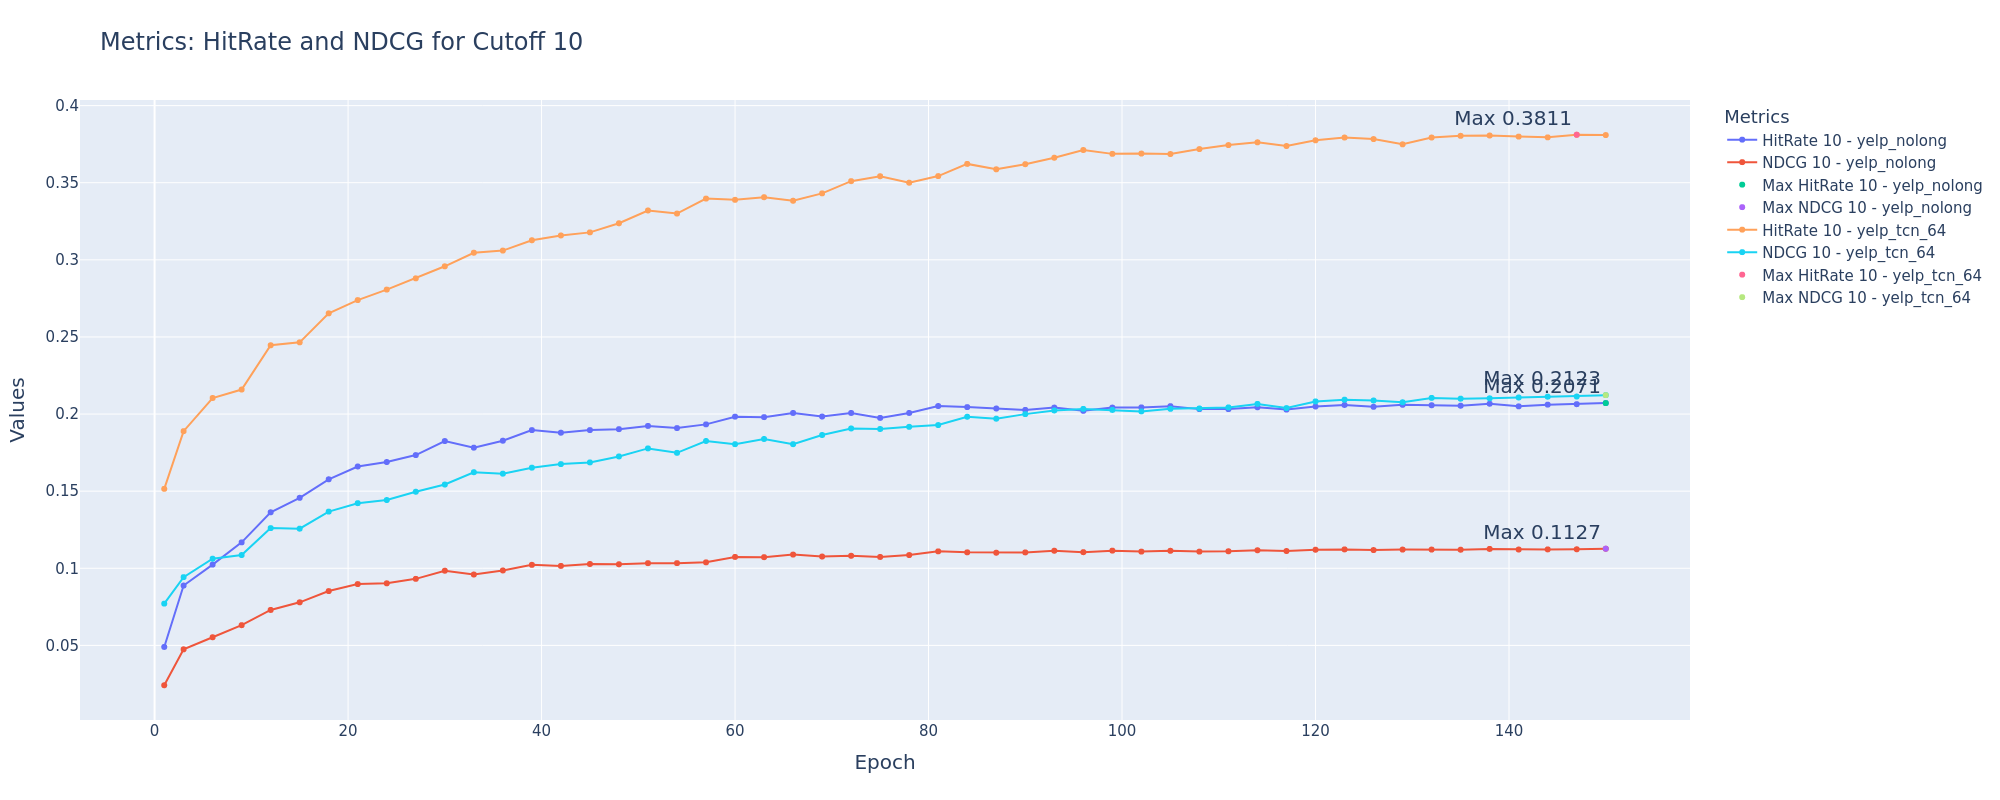 Metrics: HitRate and NDCG for Cutoff 10
0.4
0.35
0.3
0.25
0.2
0.15
0.1
0.05
Values
Max 0.3811
Max 0.2123
Max 0.2071
Max 0.1127
0 20 40 60 80 100 120 140
Epoch
Metrics
HitRate 10 - yelp_nolong
NDCG 10 - yelp_nolong
Max HitRate 10 - yelp_nolong
Max NDCG 10 - yelp_nolong
HitRate 10 - yelp_tcn_64
NDCG 10 - yelp_tcn_64
Max HitRate 10 - yelp_tcn_64
Max NDCG 10 - yelp_tcn_64